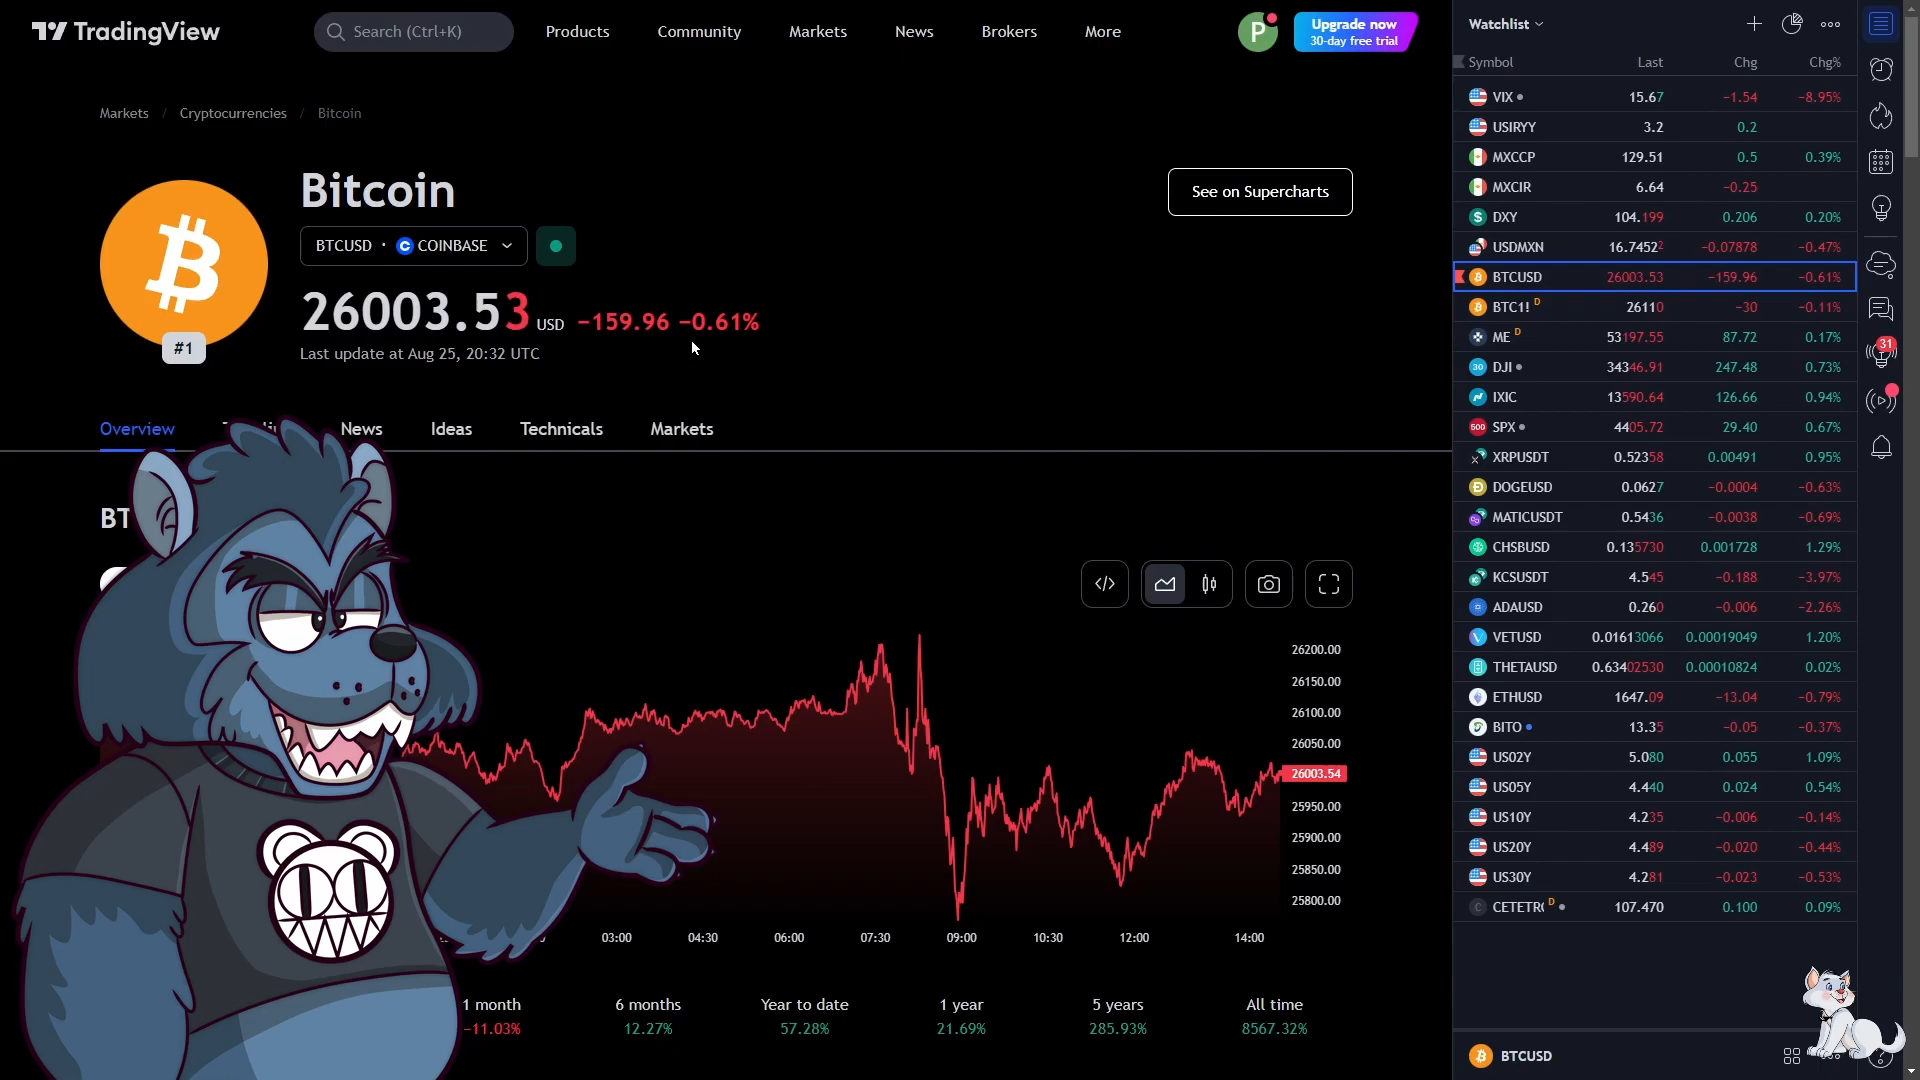 TradingView
Search (Ctrl+K)
Products
Community
Markets
News
Brokers
More
P
Upgrade now
30-day free trial
Markets / Cryptocurrencies / Bitcoin
Bitcoin
#1
BTCUSD · COINBASE
26003.53 USD −159.96 −0.61%
Last update at Aug 25, 20:32 UTC
See on Supercharts
Overview
News
Ideas
Technicals
Markets
BT
26200.00
26150.00
26100.00
26050.00
26003.54
25950.00
25900.00
25850.00
25800.00
03:00 04:30 06:00 07:30 09:00 10:30 12:00 14:00
1 month 6 months Year to date 1 year 5 years All time
−11.03% 12.27% 57.28% 21.69% 285.93% 8567.32%
Watchlist
Symbol Last Chg Chg%
VIX 15.67 −1.54 −8.95%
USIRYY 3.2 0.2
MXCCP 129.51 0.5 0.39%
MXCIR 6.64 −0.25
DXY 104.199 0.206 0.20%
USDMXN 16.7452 −0.07878 −0.47%
BTCUSD 26003.53 −159.96 −0.61%
BTC1! D 26110 −30 −0.11%
ME D 53197.55 87.72 0.17%
30 DJI 34346.91 247.48 0.73%
IXIC 13590.64 126.66 0.94%
500 SPX 4405.72 29.40 0.67%
XRPUSDT 0.52358 0.00491 0.95%
DOGEUSD 0.0627 −0.0004 −0.63%
MATICUSDT 0.5436 −0.0038 −0.69%
CHSBUSD 0.135730 0.001728 1.29%
KCSUSDT 4.545 −0.188 −3.97%
ADAUSD 0.260 −0.006 −2.26%
VETUSD 0.01613066 0.00019049 1.20%
THETAUSD 0.63402530 0.00010824 0.02%
ETHUSD 1647.09 −13.04 −0.79%
BITO 13.35 −0.05 −0.37%
US02Y 5.080 0.055 1.09%
US05Y 4.440 0.024 0.54%
US10Y 4.235 −0.006 −0.14%
US20Y 4.489 −0.020 −0.44%
US30Y 4.281 −0.023 −0.53%
C CETETR D 107.470 0.100 0.09%
BTCUSD
31